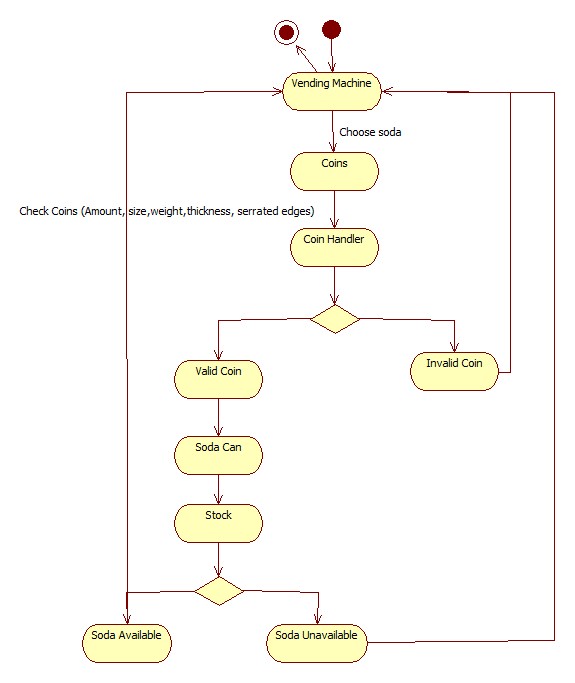 Vending Machine
Choose soda
Coins
Check Coins (Amount, size,weight,thickness, serrated edges)
Coin Handler
Valid Coin
Invalid Coin
Soda Can
Stock
Soda Available
Soda Unavailable